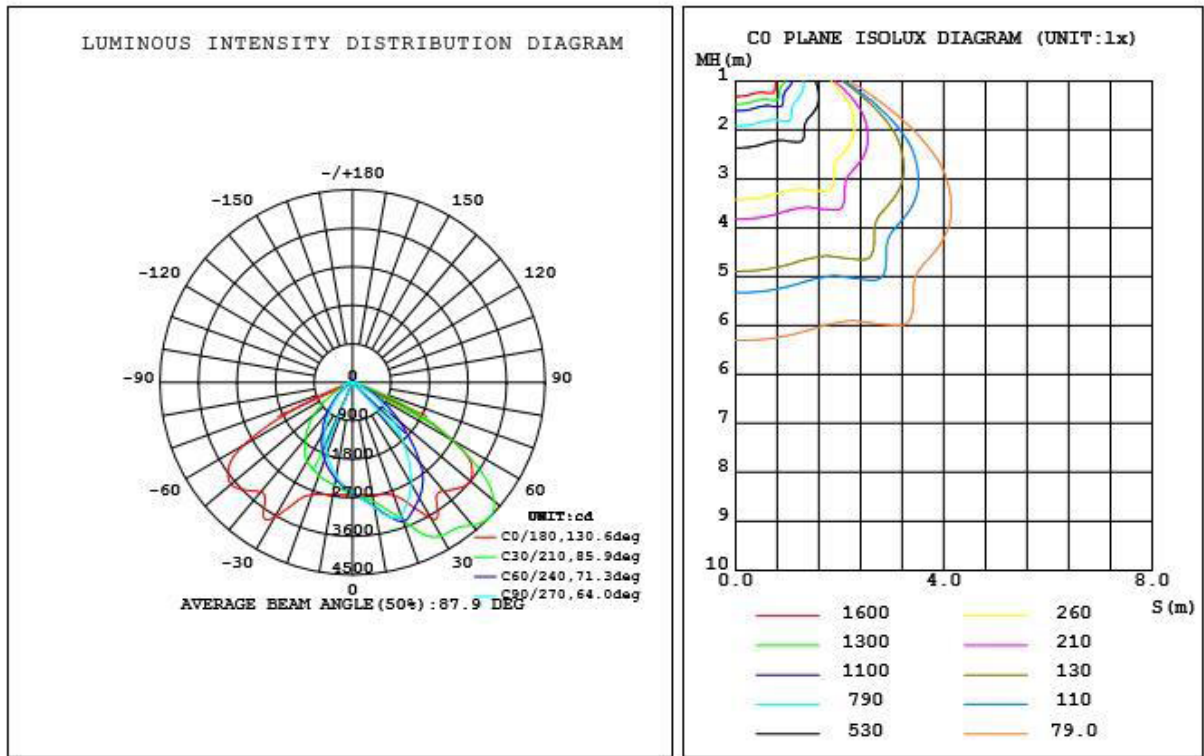 LUMINOUS INTENSITY DISTRIBUTION DIAGRAM
-/+180
-150 150
-120 120
-90 0 90
900
1800
-60 2700 60
3600
-30 30
4500
0
UNIT:cd
C0/180,130.6deg
C30/210,85.9deg
C60/240,71.3deg
C90/270,64.0deg
AVERAGE BEAM ANGLE(50%):87.9 DEG
C0 PLANE ISOLUX DIAGRAM (UNIT:lx)
MH(m)
1
2
3
4
5
6
6
7
8
9
10
0.0 4.0 8.0
S(m)
1600 260
1300 210
1100 130
790 110
530 79.0